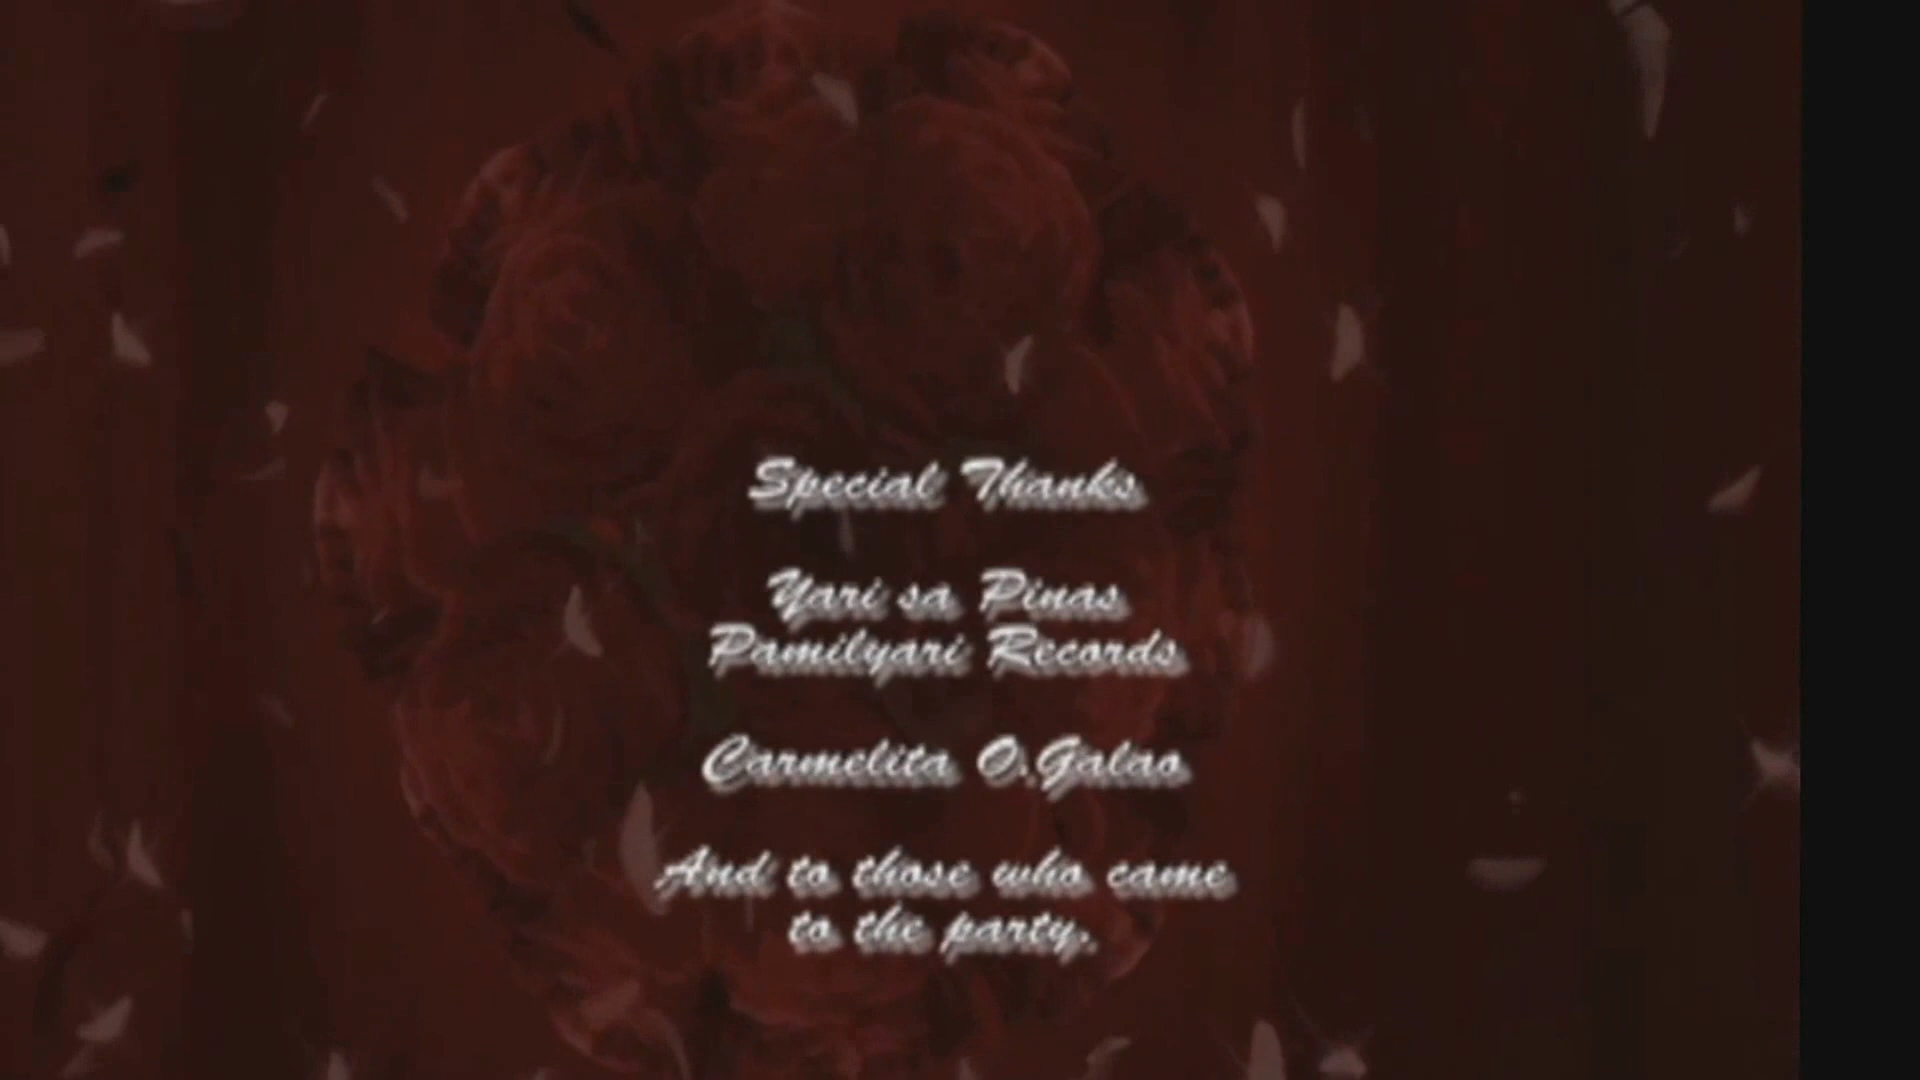 Special Thanks
Yari sa Pinas
Pamilyari Records
Carmelita O.Galao
And to those who came
to the party.